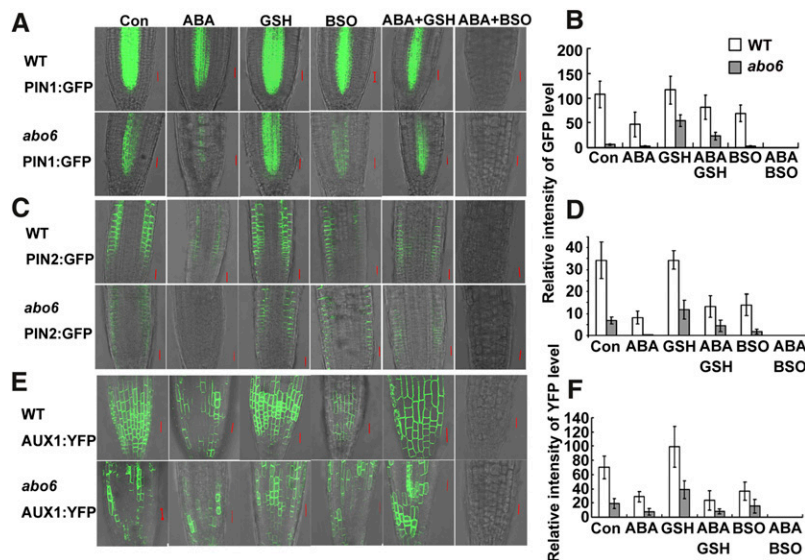 Con ABA GSH BSO ABA+GSH ABA+BSO
A
WT
PIN1:GFP
abo6
PIN1:GFP
C
WT
PIN2:GFP
abo6
PIN2:GFP
E
WT
AUX1:YFP
abo6
AUX1:YFP
B
WT
abo6
Relative intensity of GFP level
200
150
100
50
0
Con ABA GSH ABA BSO ABA
GSH BSO
D
40
30
20
10
0
Con ABA GSH ABA BSO ABA
GSH BSO
F
Relative intensity of YFP level
140
120
100
80
60
40
20
0
Con ABA GSH ABA BSO ABA
GSH BSO